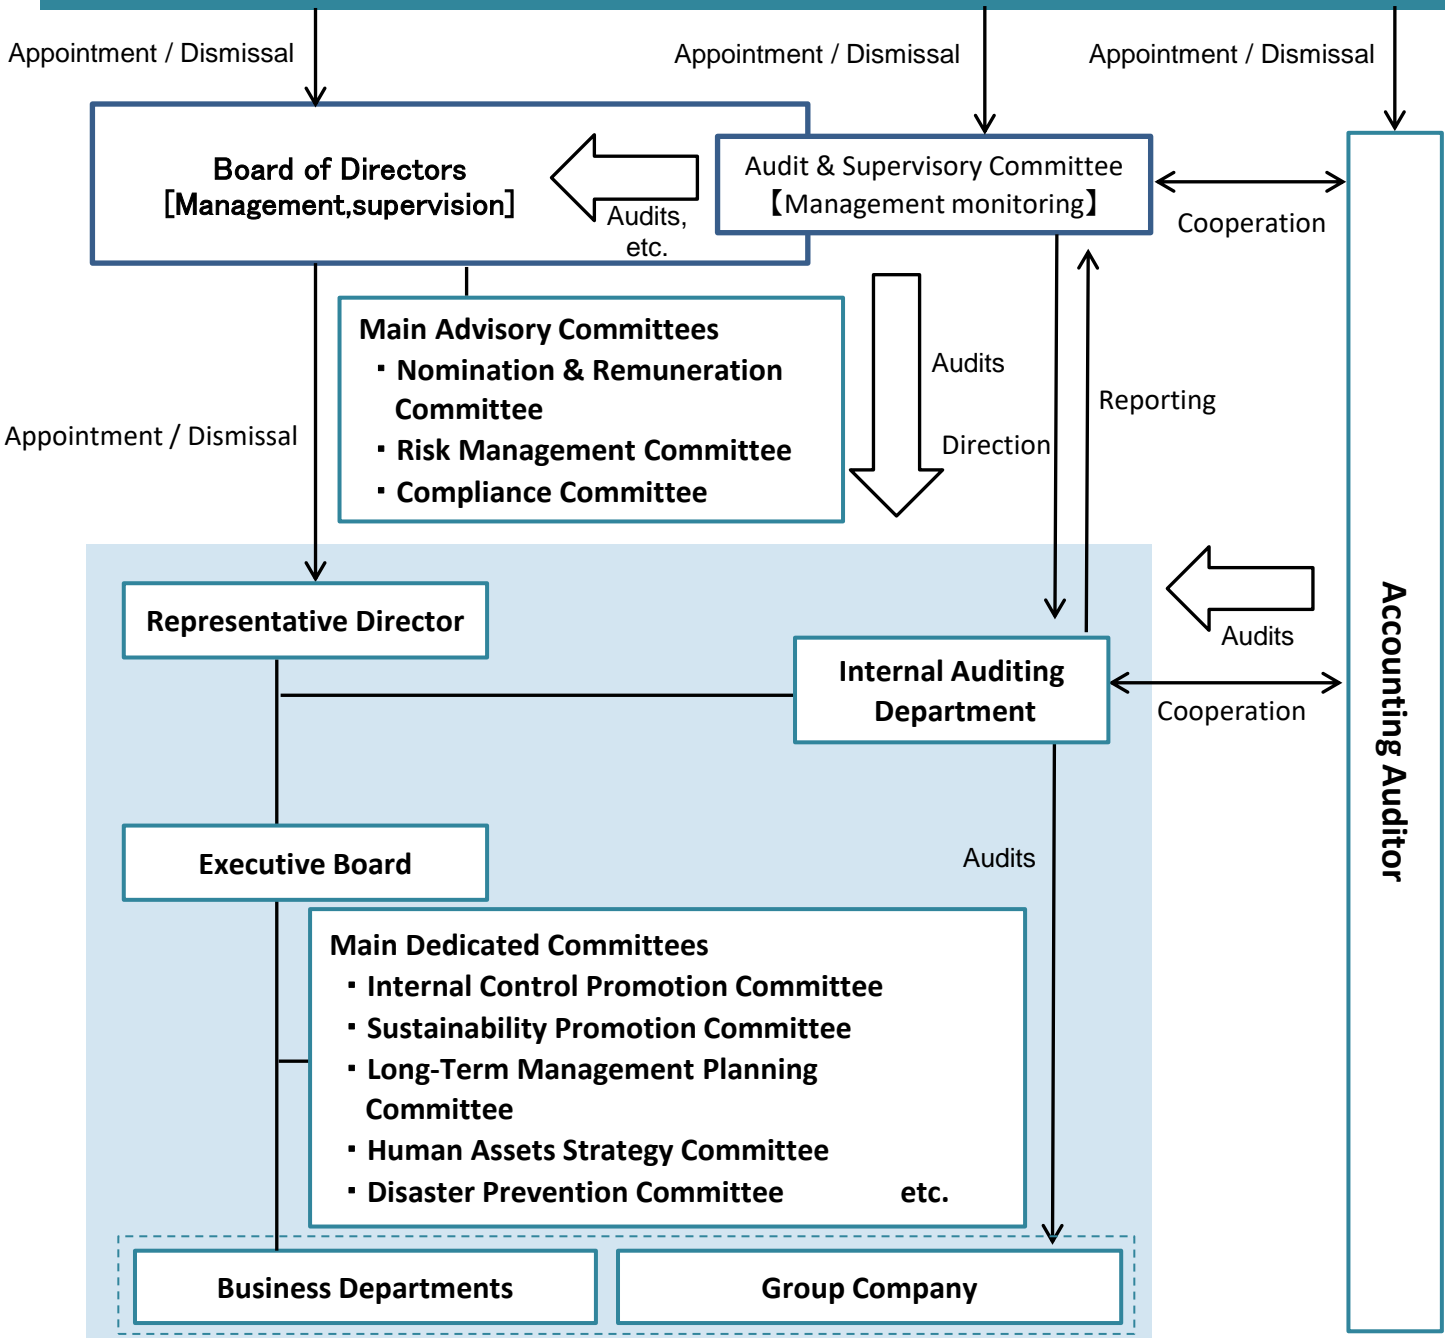 Appointment / Dismissal
Appointment / Dismissal
Appointment / Dismissal
Board of Directors
[Management,supervision]
Audit & Supervisory Committee
【Management monitoring】
Audits,
etc.
Cooperation
Main Advisory Committees
・Nomination & Remuneration
Committee
・Risk Management Committee
・Compliance Committee
Audits
Direction
Reporting
Appointment / Dismissal
Representative Director
Audits
Internal Auditing
Department
Cooperation
Accounting Auditor
Executive Board
Audits
Main Dedicated Committees
・Internal Control Promotion Committee
・Sustainability Promotion Committee
・Long-Term Management Planning
Committee
・Human Assets Strategy Committee
・Disaster Prevention Committee etc.
Business Departments
Group Company